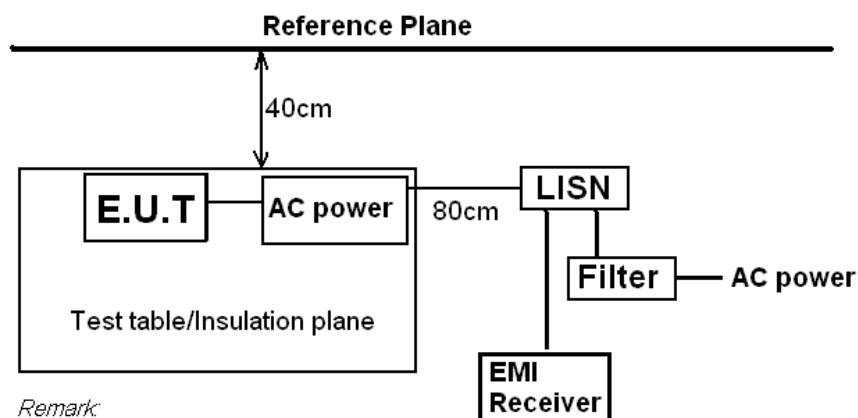 Reference Plane
40cm
E.U.T
AC power
80cm
LISN
Filter
AC power
Test table/Insulation plane
EMI
Receiver
Remark: